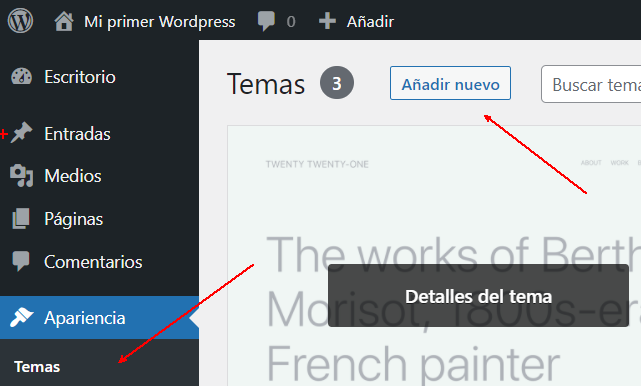 Mi primer Wordpress 0 Añadir
Escritorio
Entradas
Medios
Páginas
Comentarios
Apariencia
Temas
Temas 3 Añadir nuevo Buscar tema
TWENTY TWENTY-ONE ABOUT WORK
The works of Berth
Morisot, 1800s-era
French painter
Detalles del tema